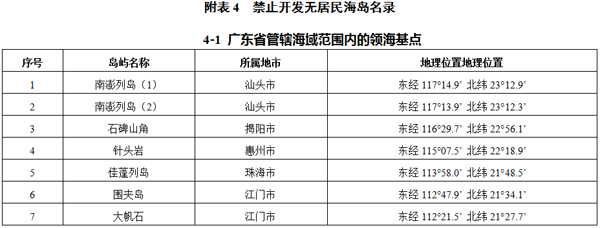 附表 4 禁止开发无居民海岛名录
4-1 广东省管辖海域范围内的领海基点
序号 岛屿名称 所属地市 地理位置地理位置
1 南澎列岛（1） 汕头市 东经 117°14.9’ 北纬 23°12.9’
2 南澎列岛（2） 汕头市 东经 117°13.9’ 北纬 23°12.3’
3 石碑山角 揭阳市 东经 116°29.7’ 北纬 22°56.1’
4 针头岩 惠州市 东经 115°07.5’ 北纬 22°18.9’
5 佳蓬列岛 珠海市 东经 113°58.0’ 北纬 21°48.5’
6 围夹岛 江门市 东经 112°47.9’ 北纬 21°34.1’
7 大帆石 江门市 东经 112°21.5’ 北纬 21°27.7’